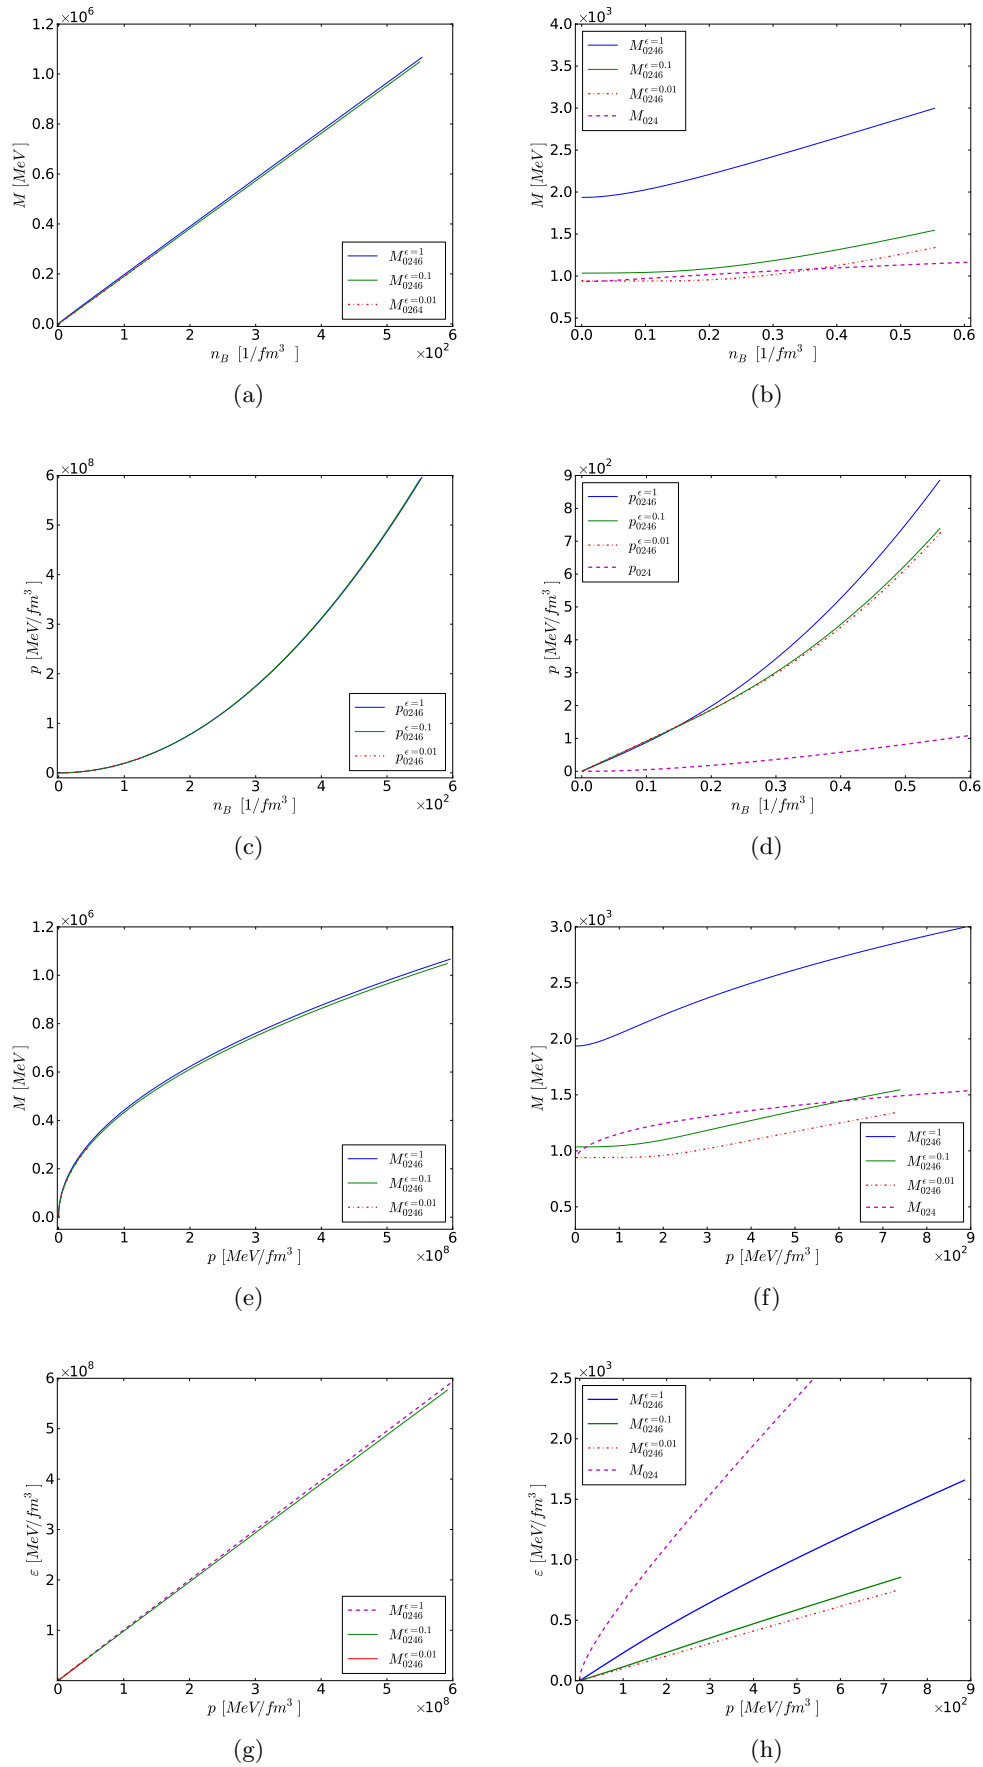 ×10^6
1.2
1.0
0.8
0.6
0.4
0.2
0.0
M [MeV]
M_{0246}^{ϵ=1}
M_{0246}^{ϵ=0.1}
M_{0264}^{ϵ=0.01}
0 1 2 3 4 5 6
n_B [1/fm^3 ]
×10^2
(a)
×10^3
4.0
3.5
3.0
2.5
2.0
1.5
1.0
0.5
M [MeV]
M_{0246}^{ϵ=1}
M_{0246}^{ϵ=0.1}
M_{0246}^{ϵ=0.01}
M_{024}
0.0 0.1 0.2 0.3 0.4 0.5 0.6
n_B [1/fm^3 ]
(b)
×10^8
6
5
4
3
2
1
0
p [MeV/fm^3 ]
p_{0246}^{ϵ=1}
p_{0246}^{ϵ=0.1}
p_{0246}^{ϵ=0.01}
0 1 2 3 4 5 6
n_B [1/fm^3 ]
×10^2
(c)
×10^2
9
8
7
6
5
4
3
2
1
0
p [MeV/fm^3 ]
p_{0246}^{ϵ=1}
p_{0246}^{ϵ=0.1}
p_{0246}^{ϵ=0.01}
p_{024}
0.0 0.1 0.2 0.3 0.4 0.5 0.6
n_B [1/fm^3 ]
(d)
×10^6
1.2
1.0
0.8
0.6
0.4
0.2
0.0
M [MeV]
M_{0246}^{ϵ=1}
M_{0246}^{ϵ=0.1}
M_{0246}^{ϵ=0.01}
0 1 2 3 4 5 6
p [MeV/fm^3 ]
×10^8
(e)
×10^3
3.0
2.5
2.0
1.5
1.0
0.5
M [MeV]
M_{0246}^{ϵ=1}
M_{0246}^{ϵ=0.1}
M_{0246}^{ϵ=0.01}
M_{024}
0 1 2 3 4 5 6 7 8 9
p [MeV/fm^3 ]
×10^2
(f)
×10^8
6
5
4
3
2
1
ε [MeV/fm^3 ]
M_{0246}^{ϵ=1}
M_{0246}^{ϵ=0.1}
M_{0246}^{ϵ=0.01}
0 1 2 3 4 5 6
p [MeV/fm^3 ]
×10^8
(g)
×10^3
2.5
2.0
1.5
1.0
0.5
0.0
ε [MeV/fm^3 ]
M_{0246}^{ϵ=1}
M_{0246}^{ϵ=0.1}
M_{0246}^{ϵ=0.01}
M_{024}
0 1 2 3 4 5 6 7 8 9
p [MeV/fm^3 ]
×10^2
(h)